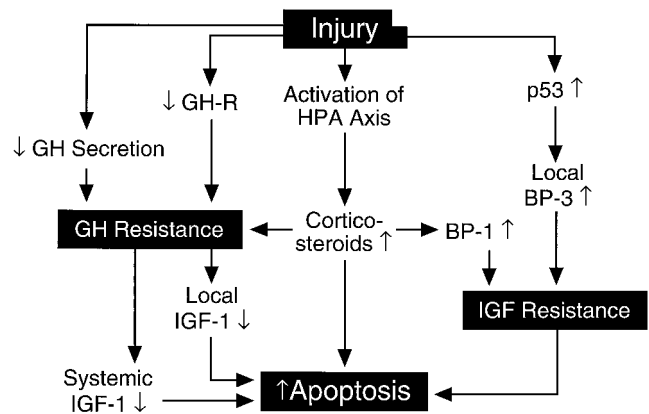 Injury
↓ GH-R
Activation of
HPA Axis
p53 ↑
↓ GH Secretion
Local
BP-3 ↑
GH Resistance
Cortico-
steroids ↑
BP-1 ↑
Local
IGF-1 ↓
IGF Resistance
Systemic
IGF-1 ↓
↑Apoptosis